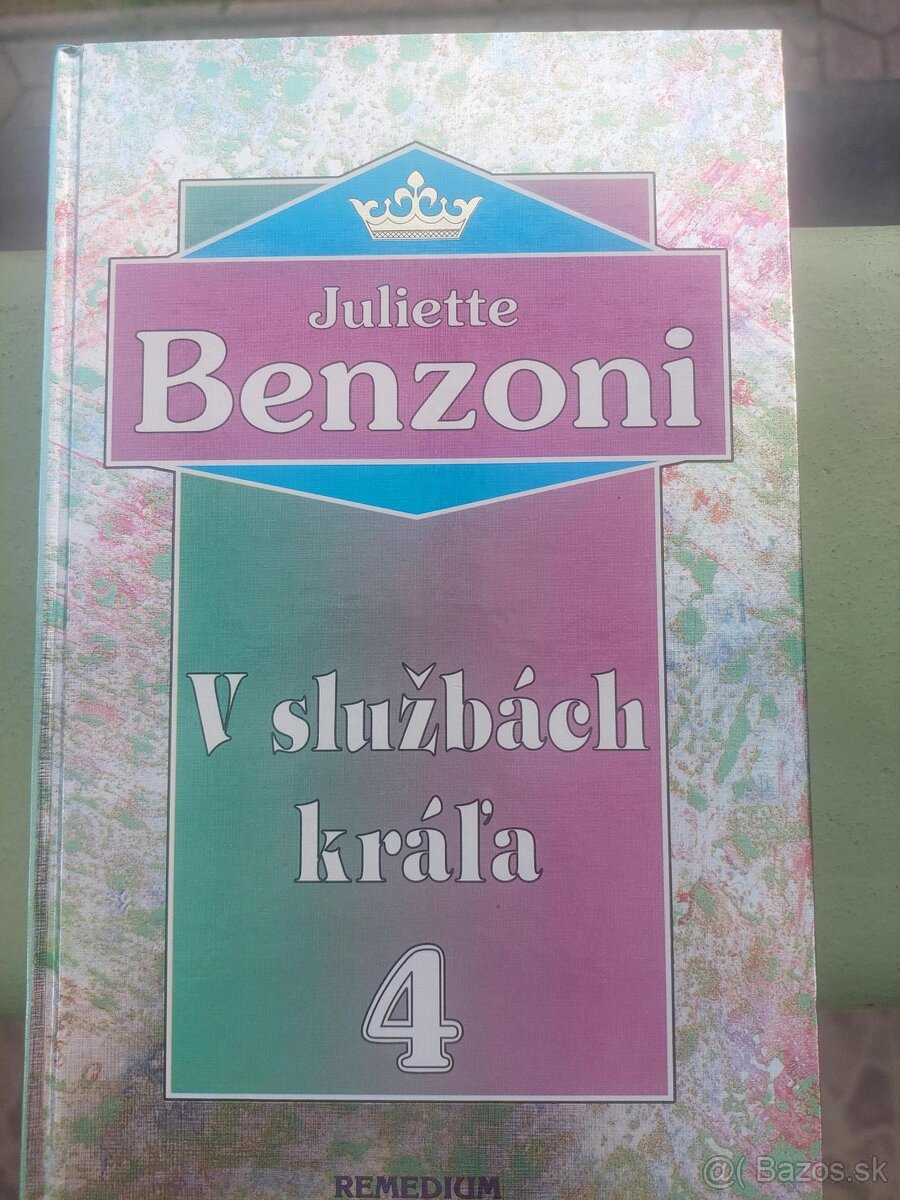 Juliette
Benzoni
V službách
kráľa
4
REMEDIUM
@( Bazos.sk